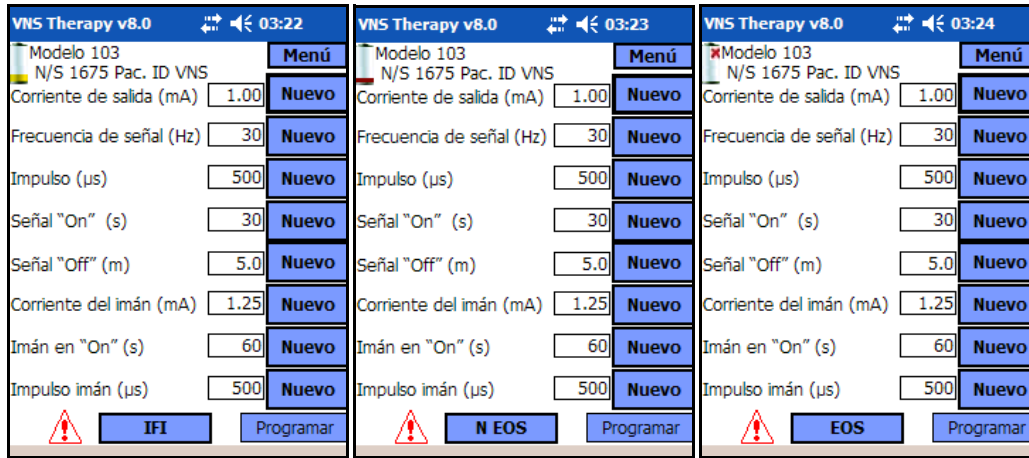 VNS Therapy v8.0 03:22
Modelo 103 Menú
N/S 1675 Pac. ID VNS
Corriente de salida (mA) 1.00 Nuevo
Frecuencia de señal (Hz) 30 Nuevo
Impulso (µs) 500 Nuevo
Señal “On” (s) 30 Nuevo
Señal “Off” (m) 5.0 Nuevo
Corriente del imán (mA) 1.25 Nuevo
Imán en “On” (s) 60 Nuevo
Impulso imán (µs) 500 Nuevo
IFI Programar
VNS Therapy v8.0 03:23
Modelo 103 Menú
N/S 1675 Pac. ID VNS
Corriente de salida (mA) 1.00 Nuevo
Frecuencia de señal (Hz) 30 Nuevo
Impulso (µs) 500 Nuevo
Señal “On” (s) 30 Nuevo
Señal “Off” (m) 5.0 Nuevo
Corriente del imán (mA) 1.25 Nuevo
Imán en “On” (s) 60 Nuevo
Impulso imán (µs) 500 Nuevo
N EOS Programar
VNS Therapy v8.0 03:24
Modelo 103 Menú
N/S 1675 Pac. ID VNS
Corriente de salida (mA) 1.00 Nuevo
Frecuencia de señal (Hz) 30 Nuevo
Impulso (µs) 500 Nuevo
Señal “On” (s) 30 Nuevo
Señal “Off” (m) 5.0 Nuevo
Corriente del imán (mA) 1.25 Nuevo
Imán en “On” (s) 60 Nuevo
Impulso imán (µs) 500 Nuevo
EOS Programar